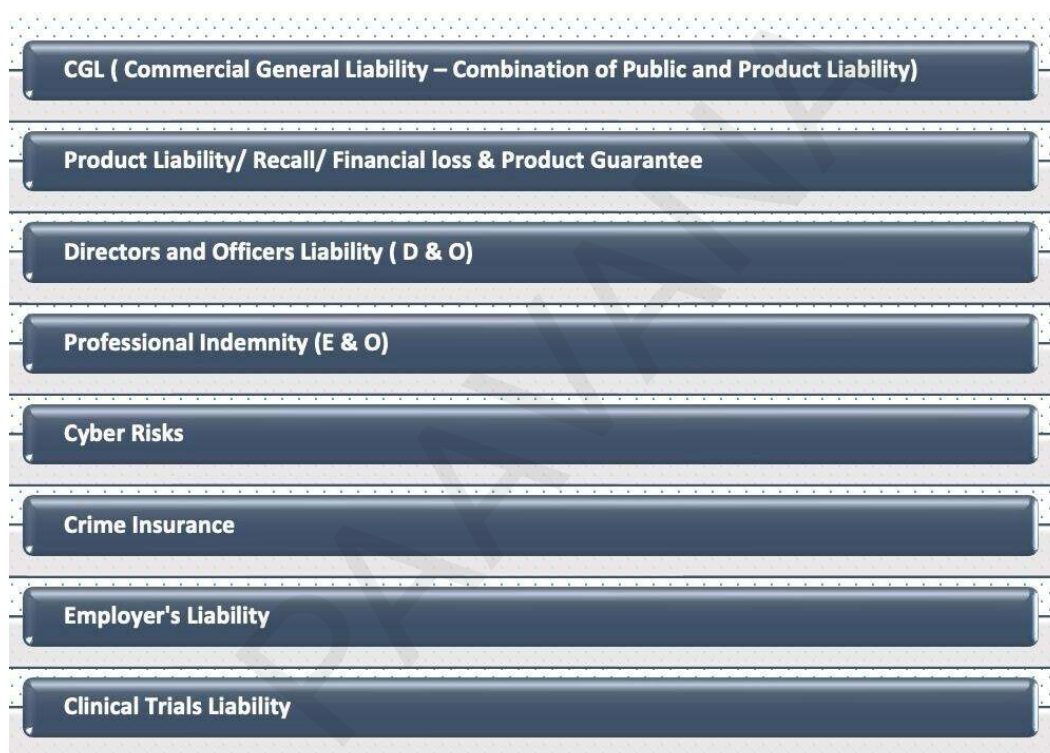 CGL ( Commercial General Liability – Combination of Public and Product Liability)
Product Liability/ Recall/ Financial loss & Product Guarantee
Directors and Officers Liability ( D & O)
Professional Indemnity (E & O)
Cyber Risks
Crime Insurance
Employer's Liability
Clinical Trials Liability
PAAVANA